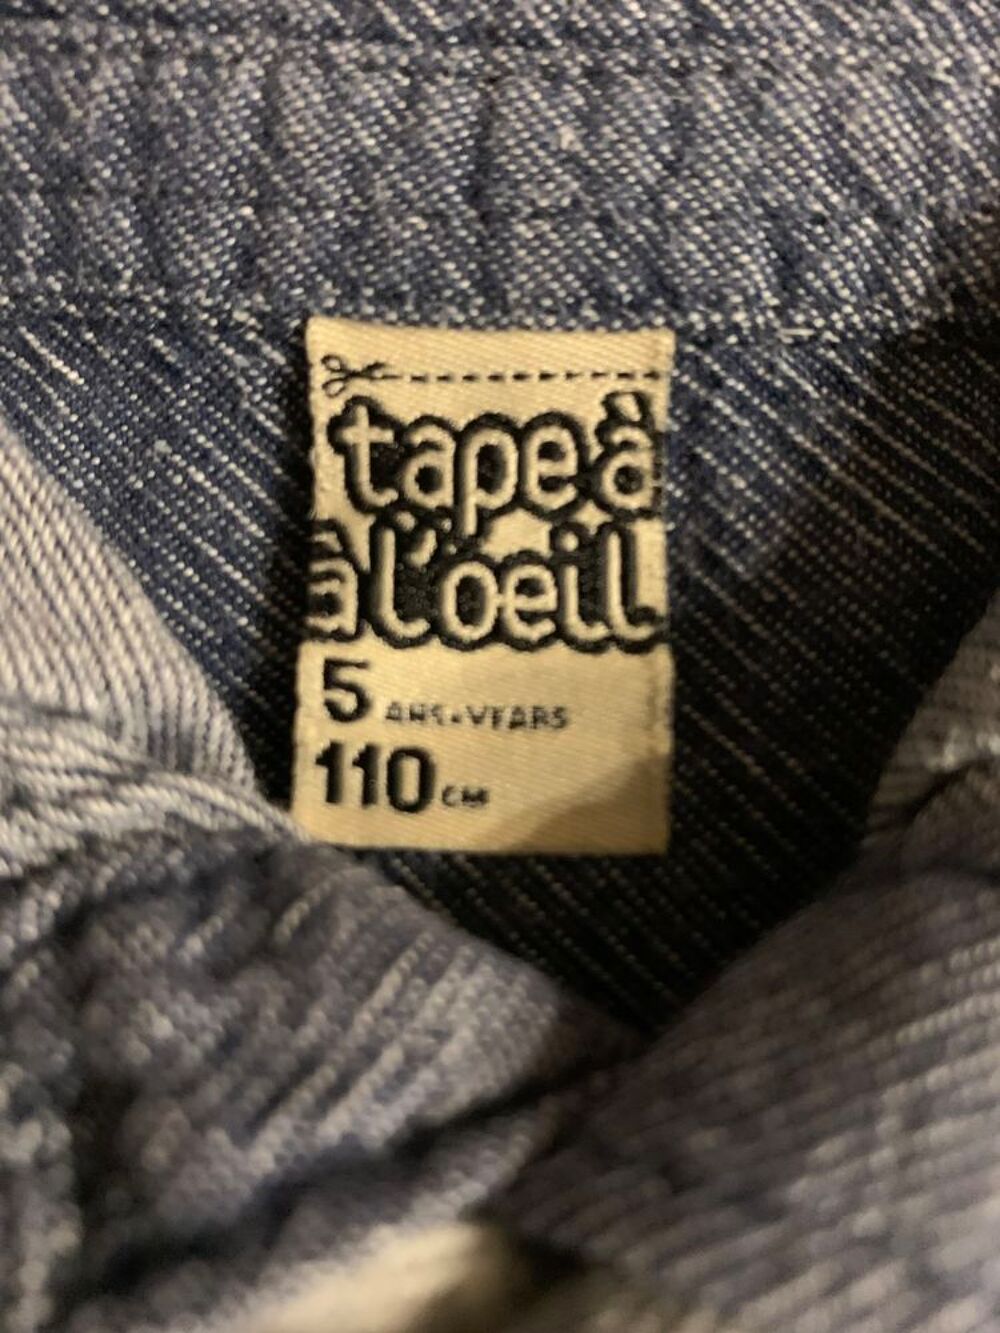 tape à
à l'oeil
5 ANS-YEARS
110 CM